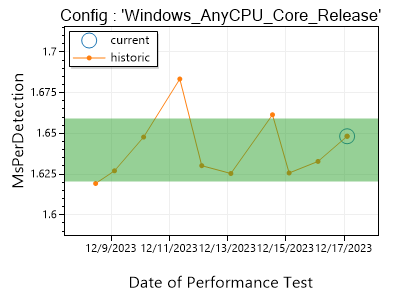 Config : 'Windows_AnyCPU_Core_Release'
current
historic
MsPerDetection
1.7
1.675
1.65
1.625
1.6
12/9/2023 12/11/2023 12/13/2023 12/15/2023 12/17/2023
Date of Performance Test